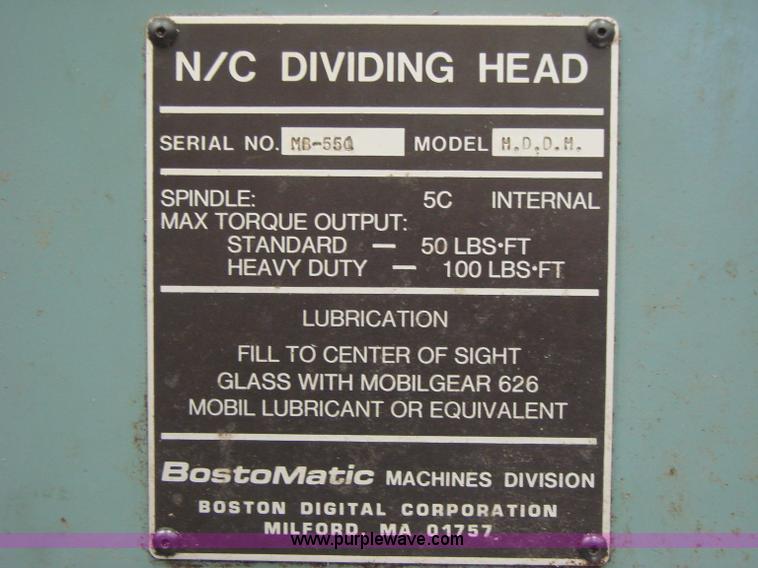 N/C DIVIDING HEAD
SERIAL NO. MB-550 MODEL H.D.D.H.
SPINDLE: 5C INTERNAL
MAX TORQUE OUTPUT:
STANDARD — 50 LBS•FT
HEAVY DUTY — 100 LBS•FT
LUBRICATION
FILL TO CENTER OF SIGHT
GLASS WITH MOBILGEAR 626
MOBIL LUBRICANT OR EQUIVALENT
BostoMatic MACHINES DIVISION
BOSTON DIGITAL CORPORATION
MILFORD, MA 01757
www.purplewave.com